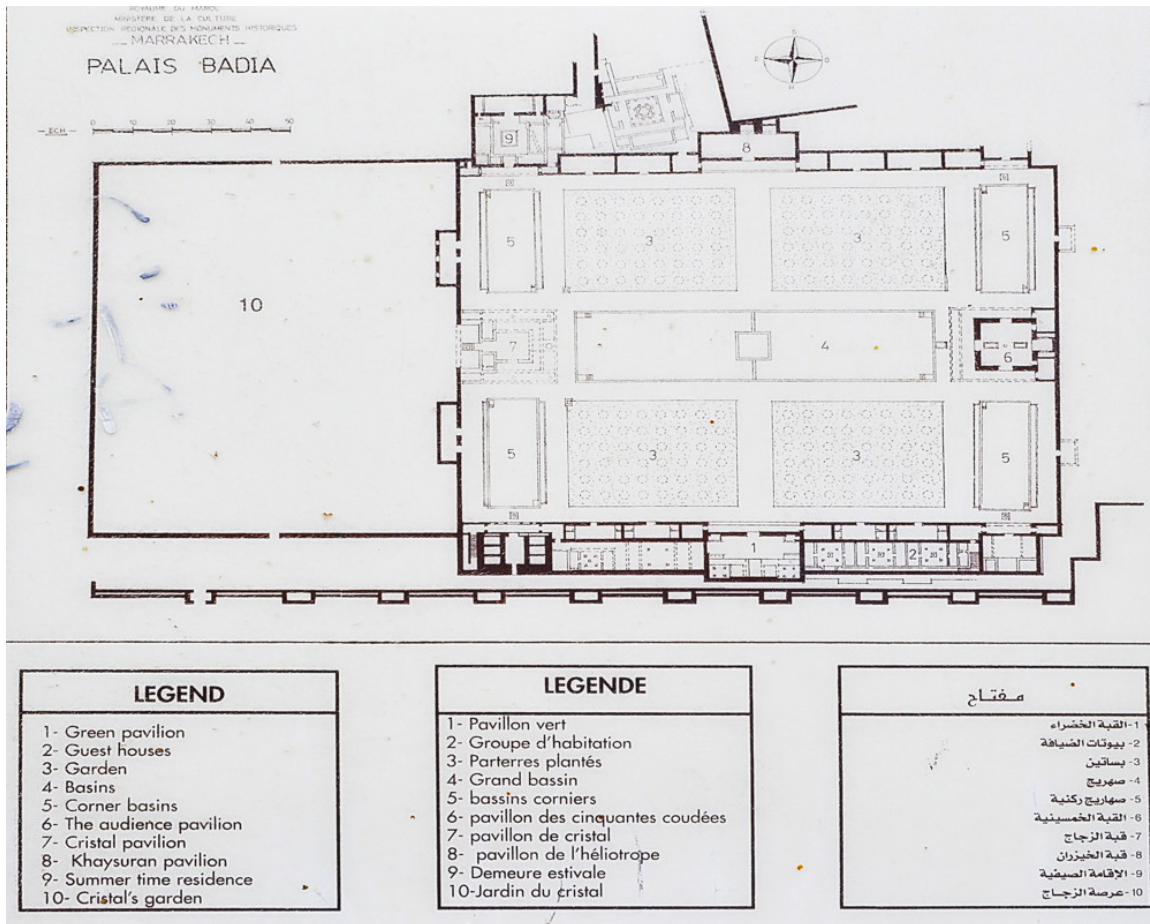 ROYAUME DU MAROC
MINISTERE DE LA CULTURE
INSPECTION REGIONALE DES MONUMENTS HISTORIQUES
MARRAKECH
PALAIS BADIA
ECH 0 10 20 30 40 50
S
E O
N
9
8
5
3
3
5
10
7
4
6
5
3
3
5
1
2
LEGEND
1- Green pavilion
2- Guest houses
3- Garden
4- Basins
5- Corner basins
6- The audience pavilion
7- Cristal pavilion
8- Khaysuran pavilion
9- Summer time residence
10- Cristal's garden
LEGENDE
1- Pavillon vert
2- Groupe d'habitation
3- Parterres plantés
4- Grand bassin
5- bassins corniers
6- pavillon des cinquantes coudées
7- pavillon de cristal
8- pavillon de l'héliotrope
9- Demeure estivale
10-Jardin du cristal
مفتاح
1-القبة الخضراء
2- بيوتات الضيافة
3- بساتين
4- صهريج
5- صهاريج ركنية
6- القبة الخمسينية
7- قبة الزجاج
8- قبة الخيزران
9- الإقامة الصيفية
10-عرصة الزجاج